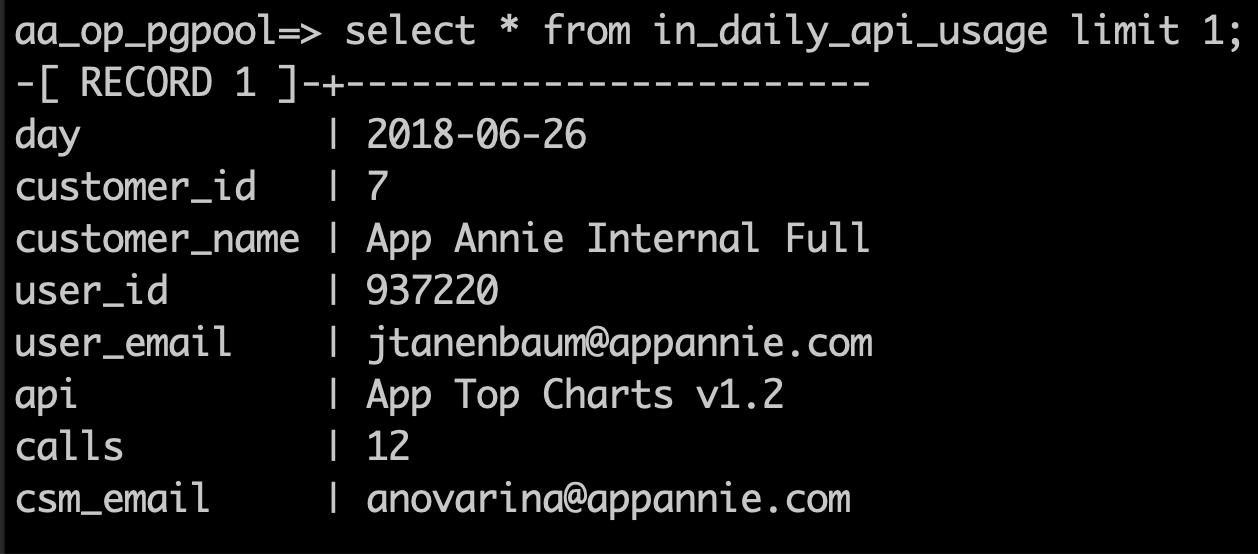 aa_op_pgpool=> select * from in_daily_api_usage limit 1;
-[ RECORD 1 ]-+------------------------
day           | 2018-06-26
customer_id   | 7
customer_name | App Annie Internal Full
user_id       | 937220
user_email    | jtanenbaum@appannie.com
api           | App Top Charts v1.2
calls         | 12
csm_email     | anovarina@appannie.com